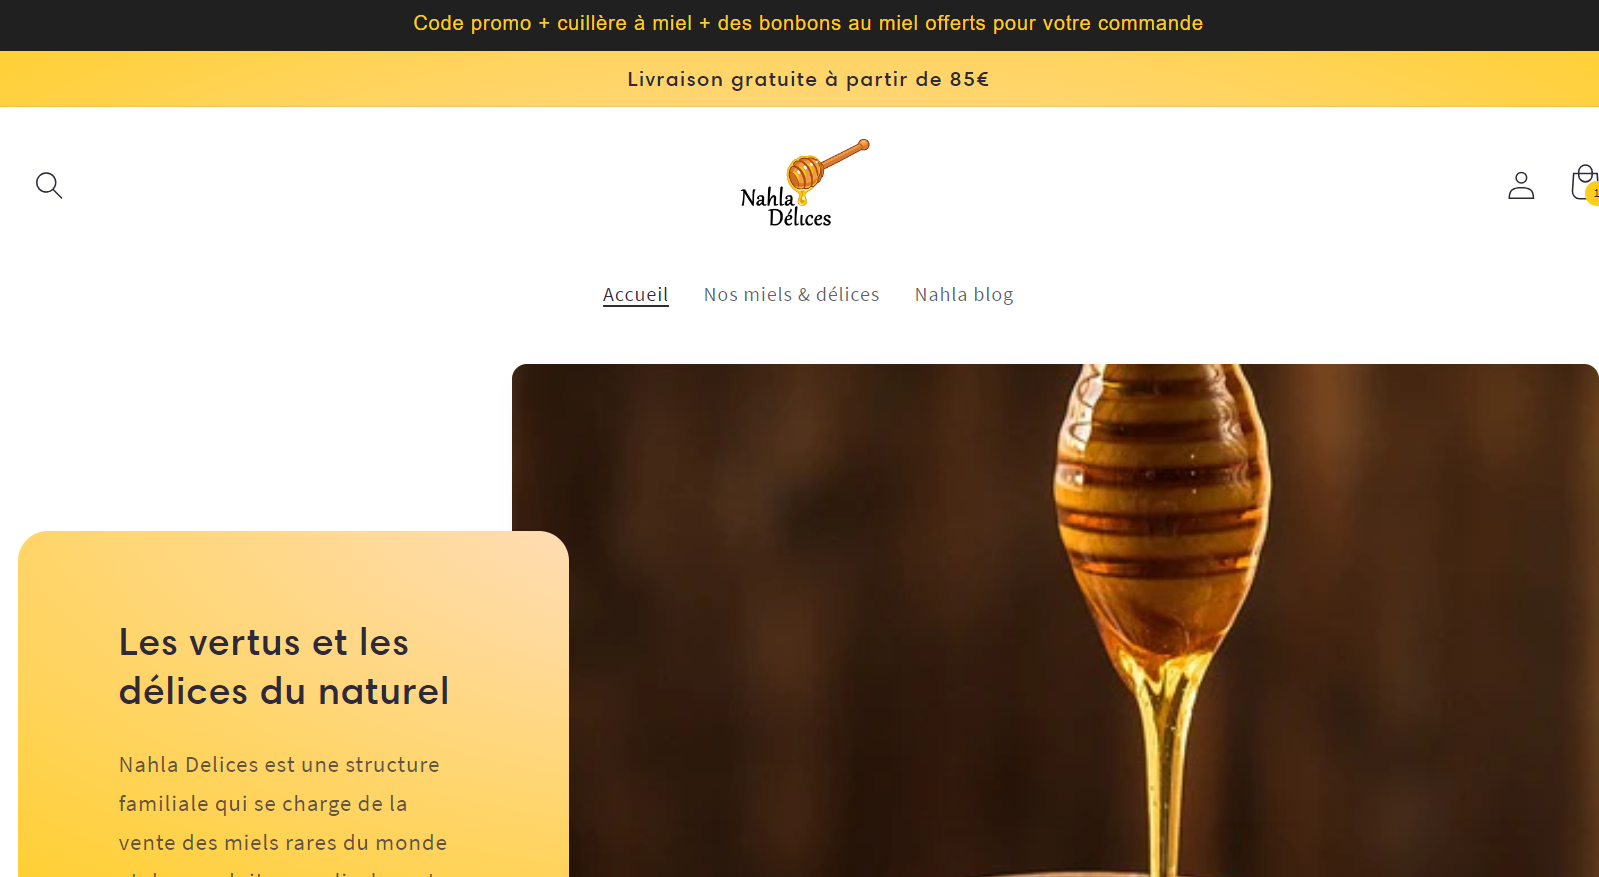 Code promo + cuillère à miel + des bonbons au miel offerts pour votre commande
Livraison gratuite à partir de 85€
Nahla
Délices
1
Accueil Nos miels & délices Nahla blog
Les vertus et les
délices du naturel
Nahla Delices est une structure
familiale qui se charge de la
vente des miels rares du monde